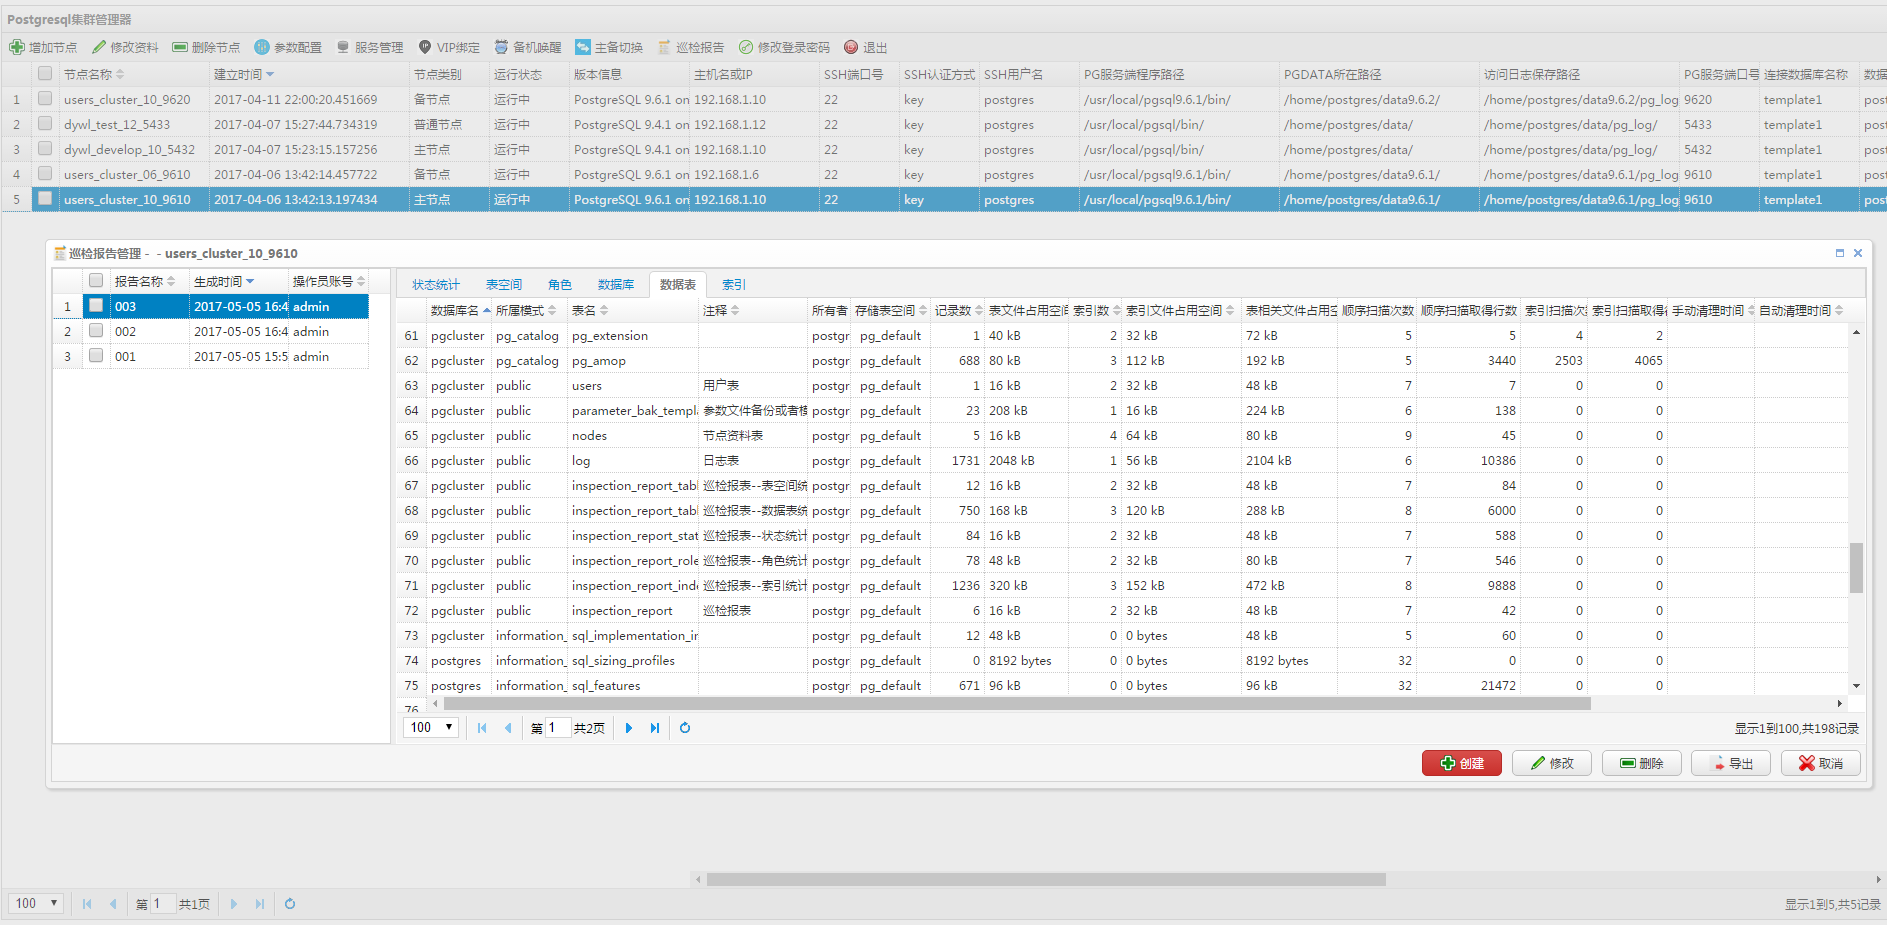 Postgresql集群管理器
增加节点 修改资料 删除节点 参数配置 服务管理 VIP绑定 备机唤醒 主备切换 巡检报告 修改登录密码 退出
节点名称 建立时间 节点类别 运行状态 版本信息 主机名或IP SSH端口号 SSH认证方式 SSH用户名 PG服务端程序路径 PGDATA所在路径 访问日志保存路径 PG服务端口号 连接数据库名称 数据
1 users_cluster_10_9620 2017-04-11 22:00:20.451669 备节点 运行中 PostgreSQL 9.6.1 on 192.168.1.10 22 key postgres /usr/local/pgsql9.6.1/bin/ /home/postgres/data9.6.2/ /home/postgres/data9.6.2/pg_log 9620 template1 post
2 dywl_test_12_5433 2017-04-07 15:27:44.734319 普通节点 运行中 PostgreSQL 9.4.1 on 192.168.1.12 22 key postgres /usr/local/pgsql/bin/ /home/postgres/data/ /home/postgres/data/pg_log/ 5433 template1 post
3 dywl_develop_10_5432 2017-04-07 15:23:15.157256 主节点 运行中 PostgreSQL 9.4.1 on 192.168.1.10 22 key postgres /usr/local/pgsql/bin/ /home/postgres/data/ /home/postgres/data/pg_log/ 5432 template1 post
4 users_cluster_06_9610 2017-04-06 13:42:14.457722 备节点 运行中 PostgreSQL 9.6.1 on 192.168.1.6 22 key postgres /usr/local/pgsql9.6.1/bin/ /home/postgres/data9.6.1/ /home/postgres/data9.6.1/pg_log 9610 template1 post
5 users_cluster_10_9610 2017-04-06 13:42:13.197434 主节点 运行中 PostgreSQL 9.6.1 on 192.168.1.10 22 key postgres /usr/local/pgsql9.6.1/bin/ /home/postgres/data9.6.1/ /home/postgres/data9.6.1/pg_log 9610 template1 post
巡检报告管理 - - users_cluster_10_9610
报告名称 生成时间 操作员账号
1 003 2017-05-05 16:4 admin
2 002 2017-05-05 16:4 admin
3 001 2017-05-05 15:5 admin
状态统计 表空间 角色 数据库 数据表 索引
数据库名 所属模式 表名 注释 所有者 存储表空间 记录数 表文件占用空间 索引数 索引文件占用空间 表相关文件占用空 顺序扫描次数 顺序扫描取得行数 索引扫描次 索引扫描取得 手动清理时间 自动清理时间
61 pgcluster pg_catalog pg_extension postgr pg_default 1 40 kB 2 32 kB 72 kB 5 5 4 2
62 pgcluster pg_catalog pg_amop postgr pg_default 688 80 kB 3 112 kB 192 kB 5 3440 2503 4065
63 pgcluster public users 用户表 postgr pg_default 1 16 kB 2 32 kB 48 kB 7 7 0 0
64 pgcluster public parameter_bak_templa 参数文件备份或者模 postgr pg_default 23 208 kB 1 16 kB 224 kB 6 138 0 0
65 pgcluster public nodes 节点资料表 postgr pg_default 5 16 kB 4 64 kB 80 kB 9 45 0 0
66 pgcluster public log 日志表 postgr pg_default 1731 2048 kB 1 56 kB 2104 kB 6 10386 0 0
67 pgcluster public inspection_report_tabl 巡检报表--表空间统 postgr pg_default 12 16 kB 2 32 kB 48 kB 7 84 0 0
68 pgcluster public inspection_report_tabl 巡检报表--数据表统 postgr pg_default 750 168 kB 3 120 kB 288 kB 8 6000 0 0
69 pgcluster public inspection_report_stat 巡检报表--状态统计 postgr pg_default 84 16 kB 2 32 kB 48 kB 7 588 0 0
70 pgcluster public inspection_report_role 巡检报表--角色统计 postgr pg_default 78 48 kB 2 32 kB 80 kB 7 546 0 0
71 pgcluster public inspection_report_inde 巡检报表--索引统计 postgr pg_default 1236 320 kB 3 152 kB 472 kB 8 9888 0 0
72 pgcluster public inspection_report 巡检报表 postgr pg_default 6 16 kB 2 32 kB 48 kB 7 42 0 0
73 pgcluster information_ sql_implementation_in postgr pg_default 12 48 kB 0 0 bytes 48 kB 5 60 0 0
74 postgres information_ sql_sizing_profiles postgr pg_default 0 8192 bytes 0 0 bytes 8192 bytes 32 0 0 0
75 postgres information_ sql_features postgr pg_default 671 96 kB 0 0 bytes 96 kB 32 21472 0 0
76
100 第 1 共2页 显示1到100,共198记录
创建 修改 删除 导出 取消
100 第 1 共1页 显示1到5,共5记录